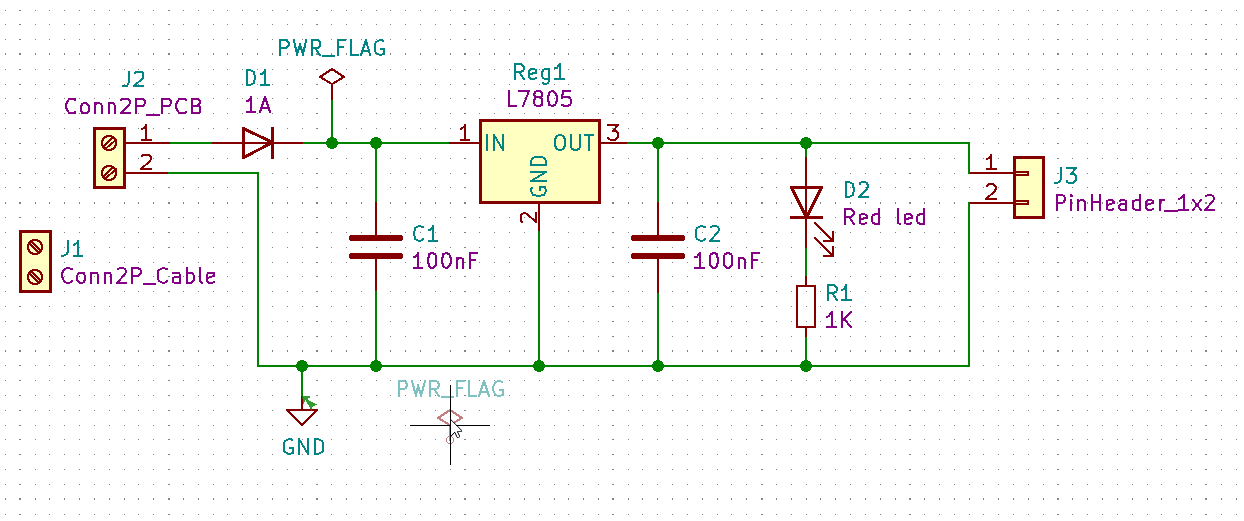 PWR_FLAG
J2
Conn2P_PCB
1
2
D1
1A
Reg1
L7805
1
IN
OUT
3
GND
2
J1
Conn2P_Cable
C1
100nF
C2
100nF
D2
Red led
R1
1K
1
2
J3
PinHeader_1x2
PWR_FLAG
GND